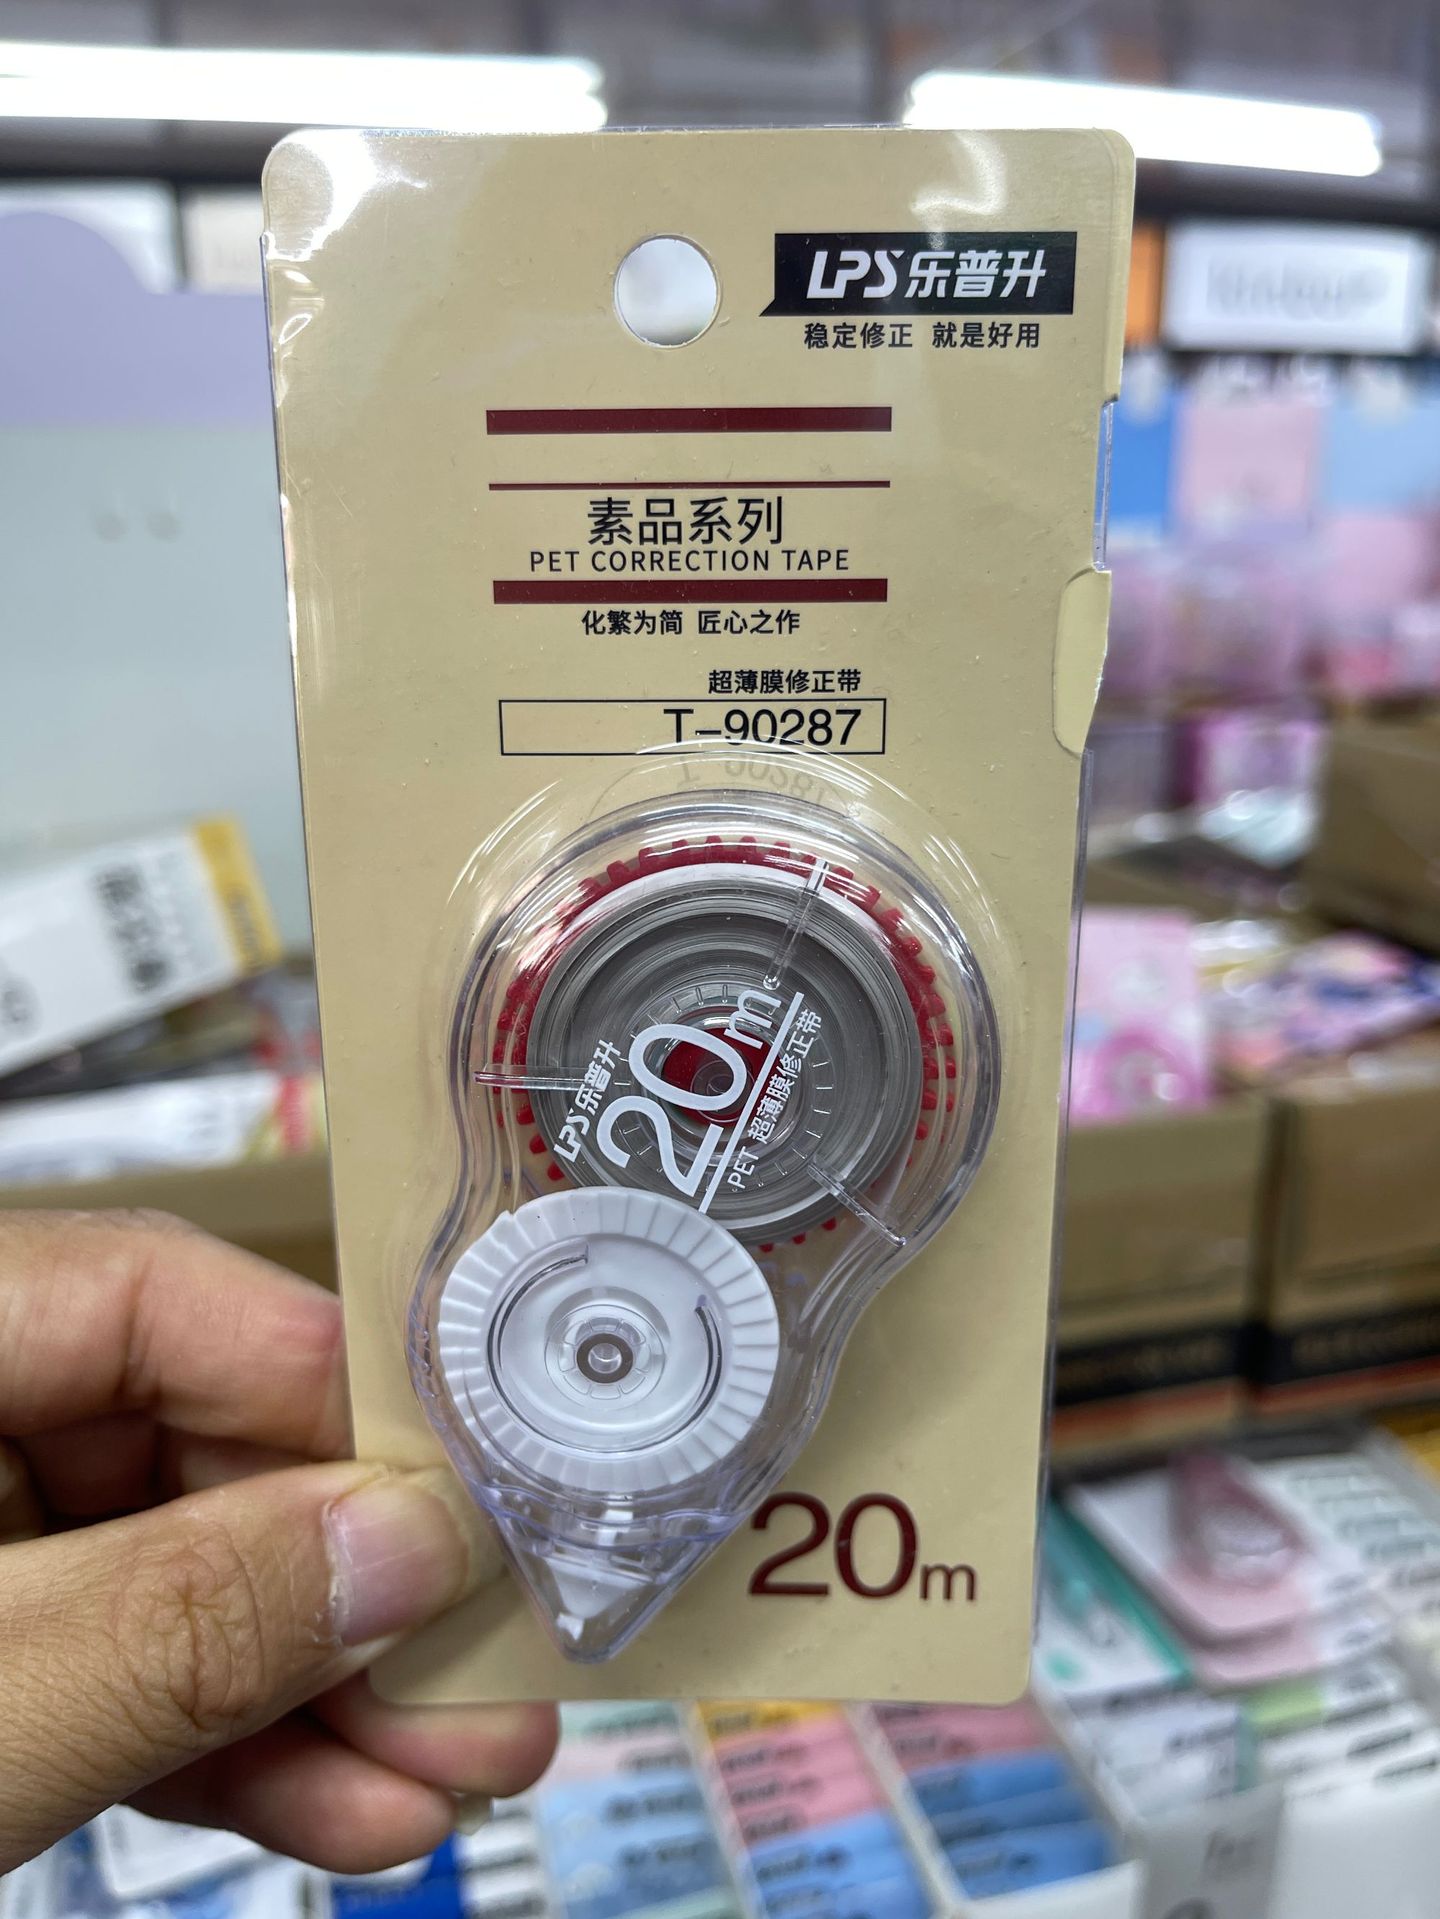 LPS乐普升
稳定修正 就是好用
素品系列
PET CORRECTION TAPE
化繁为简 匠心之作
超薄膜修正带
T-90287
LPS乐普升
20m
PET 超薄膜修正带
20m